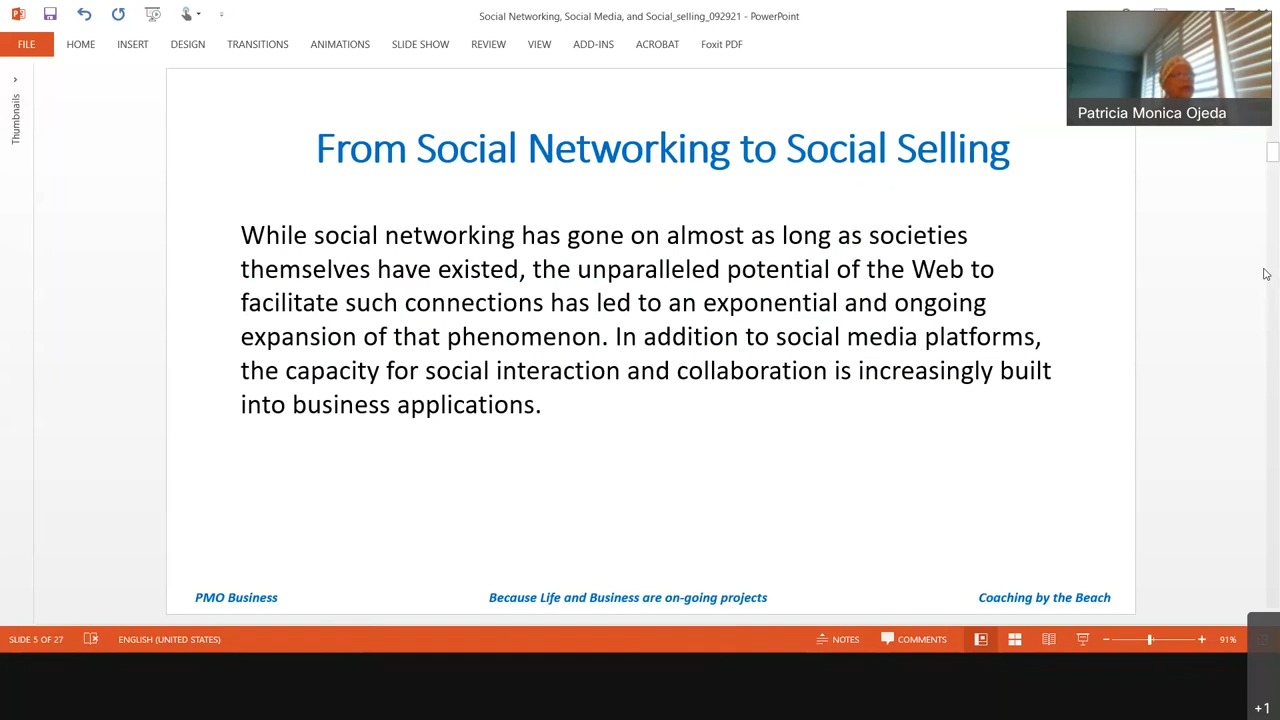 Social Networking, Social Media, and Social_selling_092921 - PowerPoint
FILE HOME INSERT DESIGN TRANSITIONS ANIMATIONS SLIDE SHOW REVIEW VIEW ADD-INS ACROBAT Foxit PDF
Patricia Monica Ojeda
Thumbnails
From Social Networking to Social Selling
While social networking has gone on almost as long as societies
themselves have existed, the unparalleled potential of the Web to
facilitate such connections has led to an exponential and ongoing
expansion of that phenomenon. In addition to social media platforms,
the capacity for social interaction and collaboration is increasingly built
into business applications.
PMO Business Because Life and Business are on-going projects Coaching by the Beach
SLIDE 5 OF 27 ENGLISH (UNITED STATES) NOTES COMMENTS 91%
+1